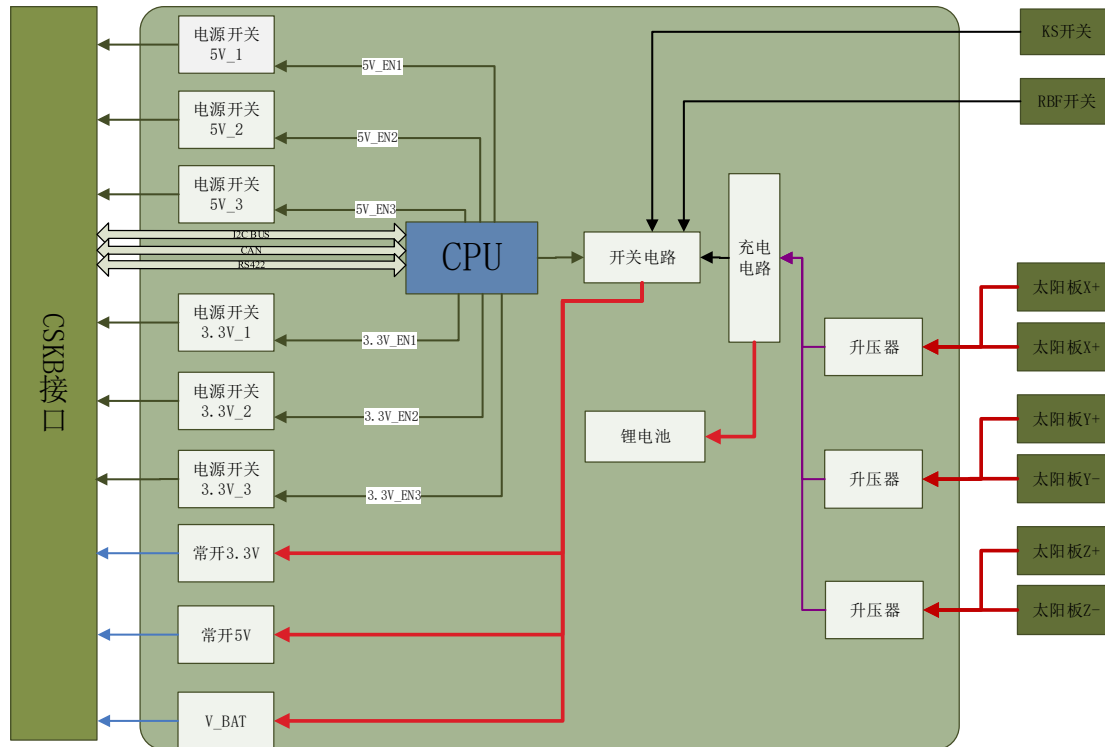 CSKB接口
电源开关
5V_1
电源开关
5V_2
电源开关
5V_3
5V_EN1
5V_EN2
5V_EN3
I2C BUS
CAN
RS422
CPU
电源开关
3.3V_1
电源开关
3.3V_2
电源开关
3.3V_3
3.3V_EN1
3.3V_EN2
3.3V_EN3
常开3.3V
常开5V
V_BAT
开关电路
充电
电路
锂电池
升压器
升压器
升压器
KS开关
RBF开关
太阳板X+
太阳板X+
太阳板Y+
太阳板Y-
太阳板Z+
太阳板Z-